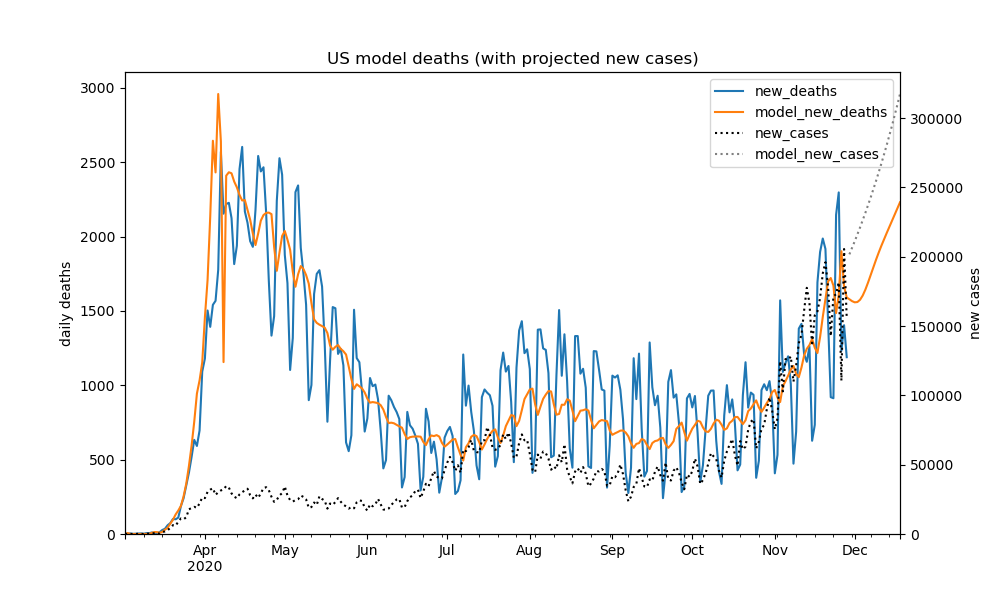 US model deaths (with projected new cases)
new_deaths
model_new_deaths
new_cases
model_new_cases
3000
2500
2000
1500
1000
500
0
daily deaths
300000
250000
200000
150000
100000
50000
0
new cases
Apr
2020
May
Jun
Jul
Aug
Sep
Oct
Nov
Dec